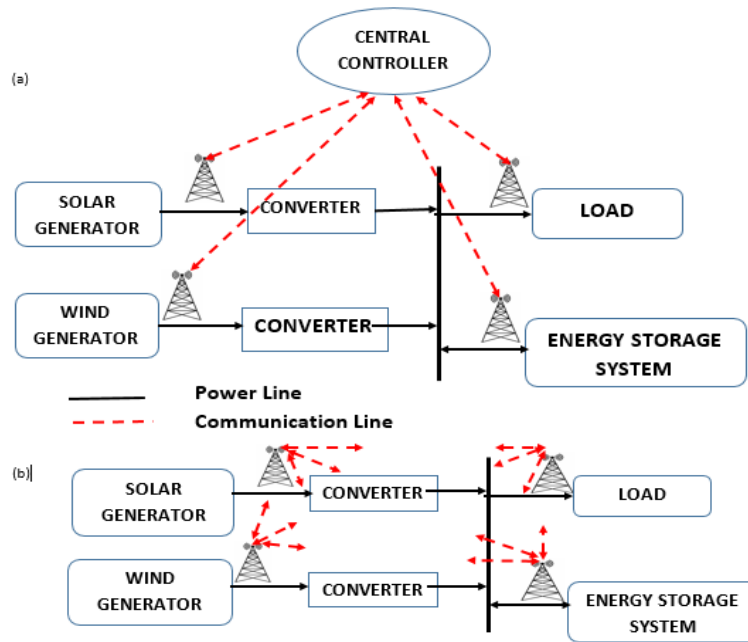 CENTRAL
CONTROLLER
(a)
SOLAR
GENERATOR
CONVERTER
LOAD
WIND
GENERATOR
CONVERTER
ENERGY STORAGE
SYSTEM
Power Line
Communication Line
(b)
SOLAR
GENERATOR
CONVERTER
LOAD
WIND
GENERATOR
CONVERTER
ENERGY STORAGE
SYSTEM